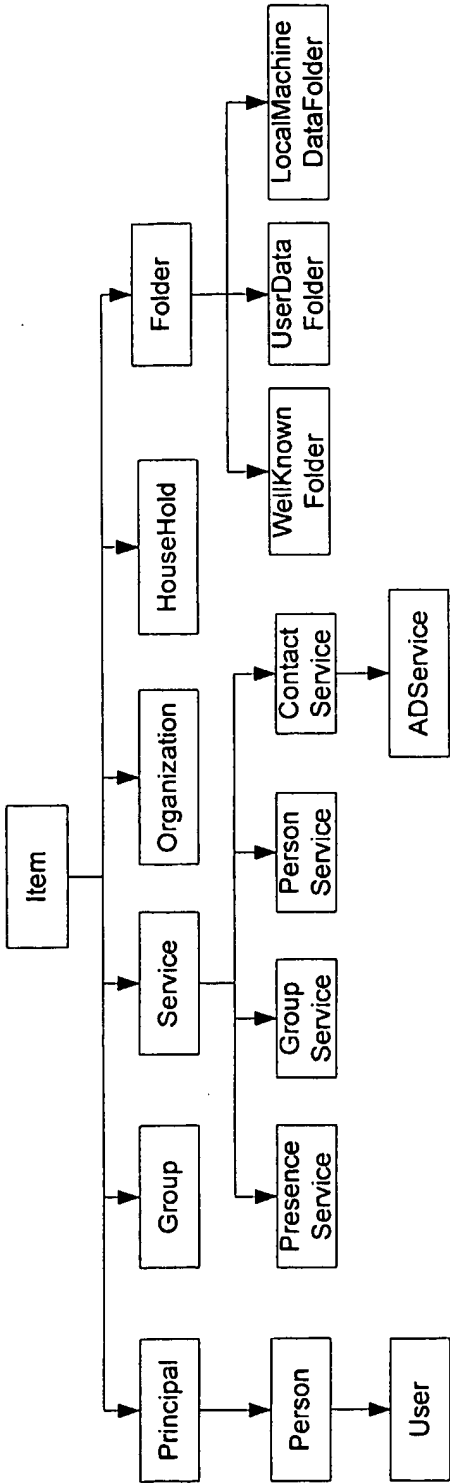 Item
Principal
Group
Service
Organization
HouseHold
Folder
Person
Presence
Service
Group
Service
Person
Service
Contact
Service
WellKnown
Folder
UserData
Folder
LocalMachine
DataFolder
User
ADService